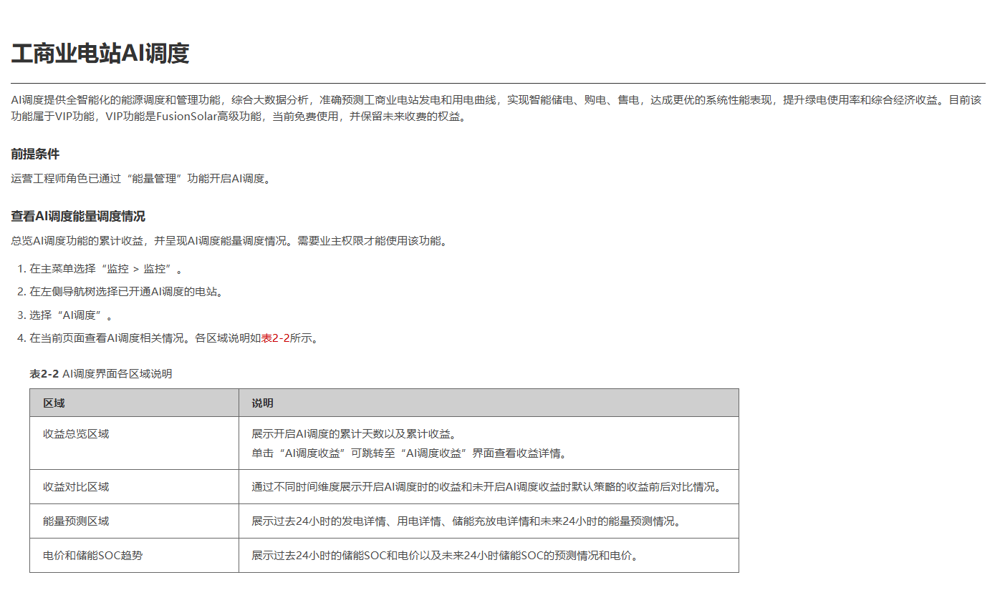 工商业电站AI调度
AI调度提供全智能化的能源调度和管理功能，综合大数据分析，准确预测工商业电站发电和用电曲线，实现智能储电、购电、售电，达成更优的系统性能表现，提升绿电使用率和综合经济收益。目前该
功能属于VIP功能，VIP功能是FusionSolar高级功能，当前免费使用，并保留未来收费的权益。
前提条件
运营工程师角色已通过“能量管理”功能开启AI调度。
查看AI调度能量调度情况
总览AI调度功能的累计收益，并呈现AI调度能量调度情况。需要业主权限才能使用该功能。
1. 在主菜单选择“监控 > 监控”。
2. 在左侧导航树选择已开通AI调度的电站。
3. 选择“AI调度”。
4. 在当前页面查看AI调度相关情况。各区域说明如表2-2所示。
表2-2 AI调度界面各区域说明
区域 说明
收益总览区域 展示开启AI调度的累计天数以及累计收益。
单击“AI调度收益”可跳转至“AI调度收益”界面查看收益详情。
收益对比区域 通过不同时间维度展示开启AI调度时的收益和未开启AI调度收益时默认策略的收益前后对比情况。
能量预测区域 展示过去24小时的发电详情、用电详情、储能充放电详情和未来24小时的能量预测情况。
电价和储能SOC趋势 展示过去24小时的储能SOC和电价以及未来24小时储能SOC的预测情况和电价。